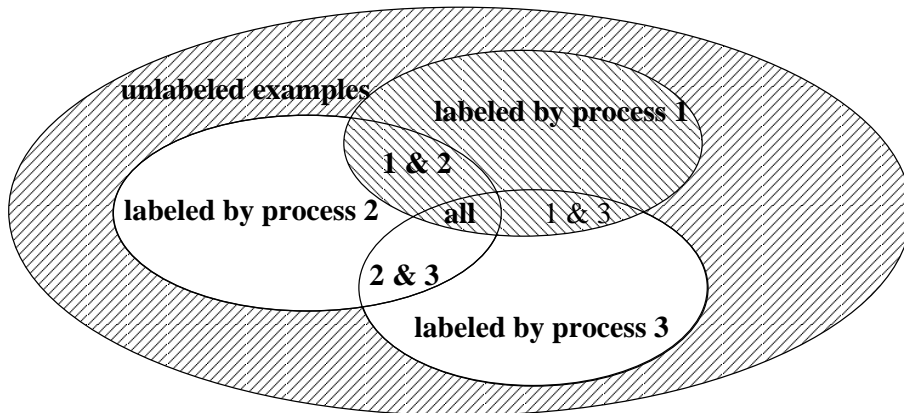 unlabeled examples
labeled by process 1
1 & 2
labeled by process 2
all
1 & 3
2 & 3
labeled by process 3